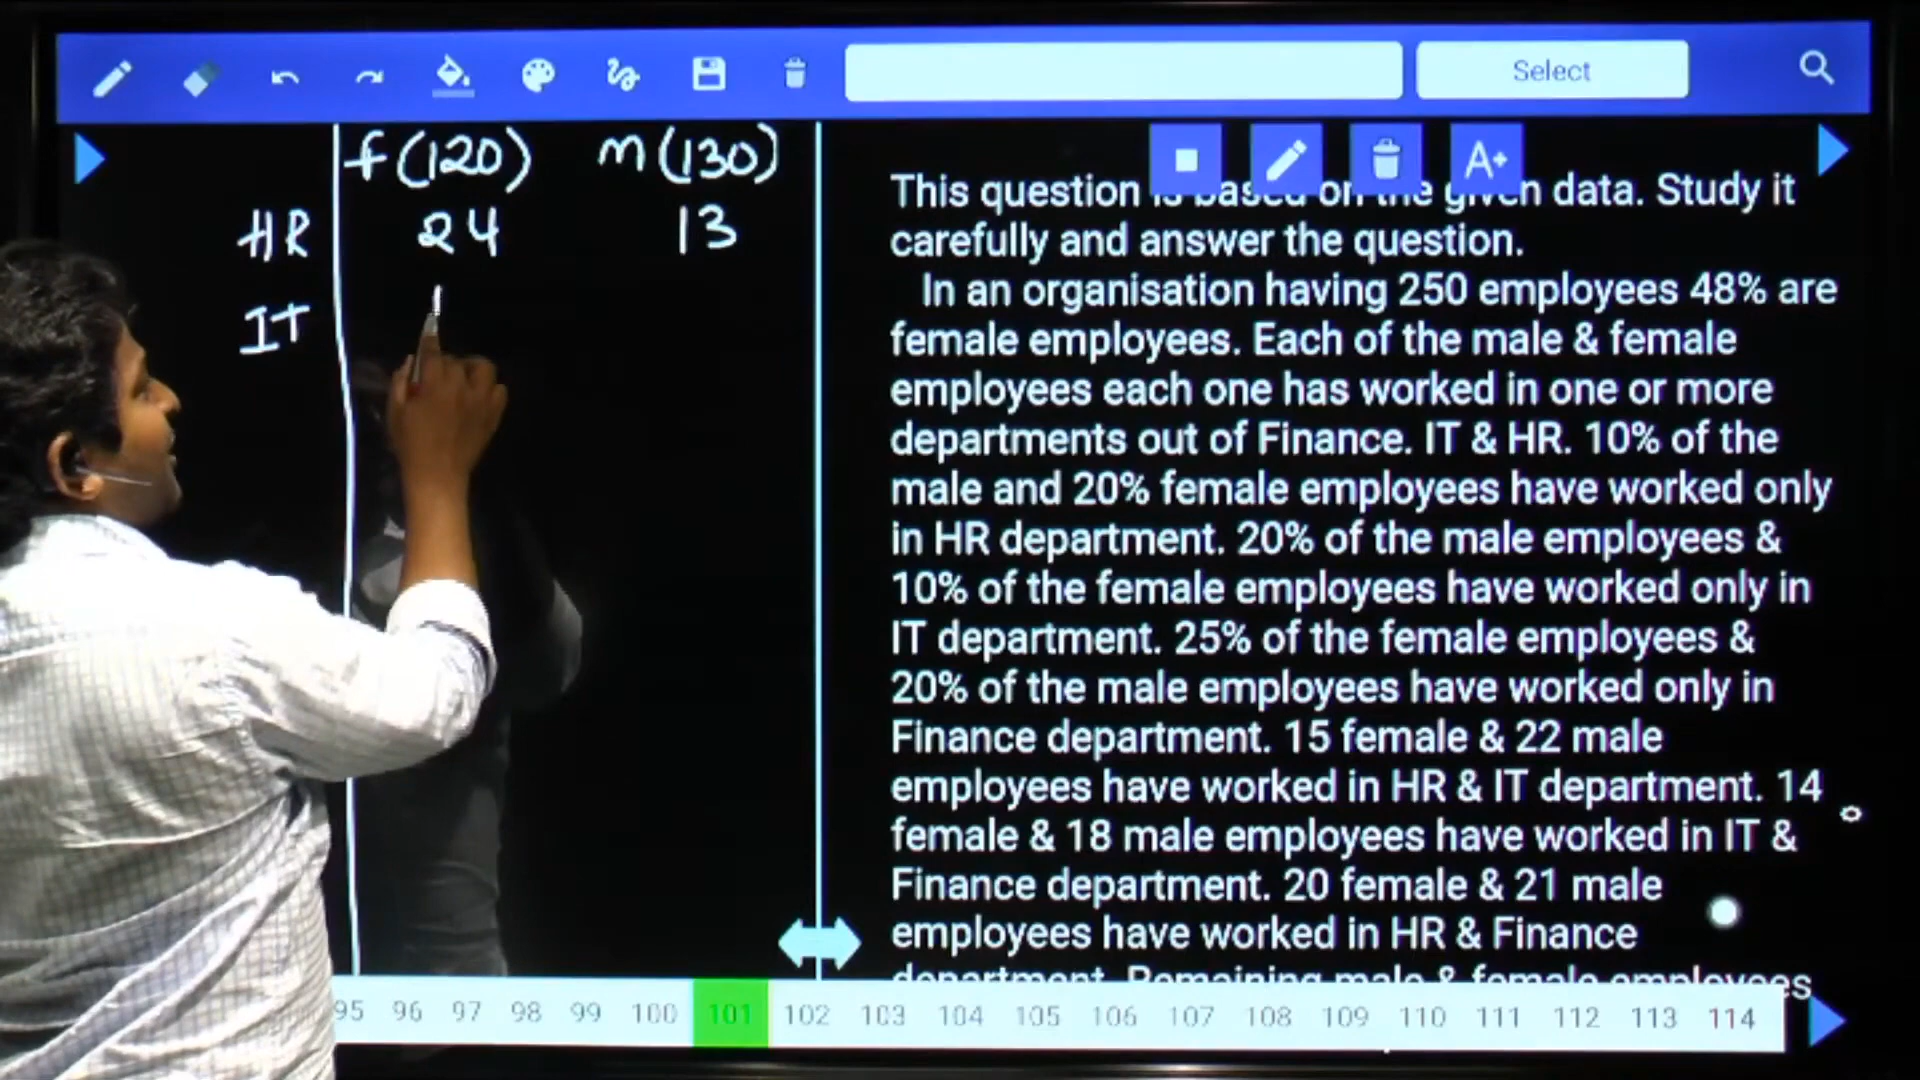 Select
A+
f(120) m(130)
HR 24 13
IT
This question is based on the given data. Study it
carefully and answer the question.
In an organisation having 250 employees 48% are
female employees. Each of the male & female
employees each one has worked in one or more
departments out of Finance. IT & HR. 10% of the
male and 20% female employees have worked only
in HR department. 20% of the male employees &
10% of the female employees have worked only in
IT department. 25% of the female employees &
20% of the male employees have worked only in
Finance department. 15 female & 22 male
employees have worked in HR & IT department. 14
female & 18 male employees have worked in IT &
Finance department. 20 female & 21 male
employees have worked in HR & Finance
department. Remaining male & female employees
95 96 97 98 99 100 101 102 103 104 105 106 107 108 109 110 111 112 113 114